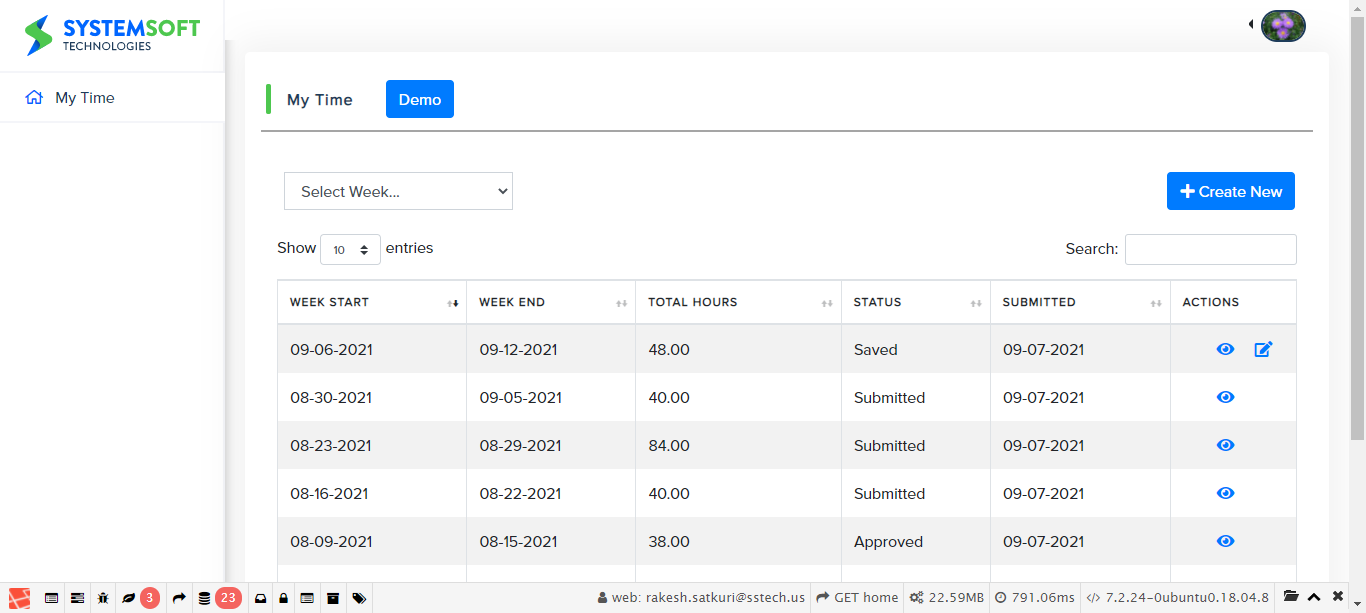 SYSTEMSOFT
TECHNOLOGIES
My Time
My Time Demo
Select Week... Create New
Show 10 entries Search:
WEEK START WEEK END TOTAL HOURS STATUS SUBMITTED ACTIONS
09-06-2021 09-12-2021 48.00 Saved 09-07-2021
08-30-2021 09-05-2021 40.00 Submitted 09-07-2021
08-23-2021 08-29-2021 84.00 Submitted 09-07-2021
08-16-2021 08-22-2021 40.00 Submitted 09-07-2021
08-09-2021 08-15-2021 38.00 Approved 09-07-2021
3 23 web: rakesh.satkuri@sstech.us GET home 22.59MB 791.06ms 7.2.24-0ubuntu0.18.04.8